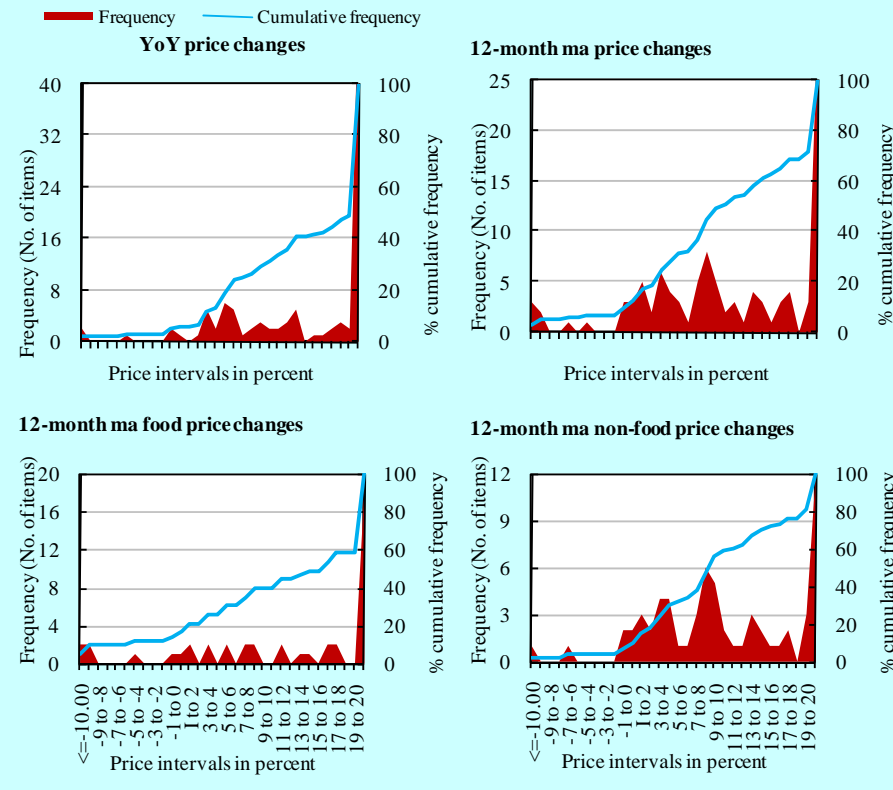 Frequency Cumulative frequency
YoY price changes
40
32
24
16
8
0
100
80
60
40
20
0
Frequency (No. of items)
% cumulative frequency
Price intervals in percent
12-month ma price changes
25
20
15
10
5
0
100
80
60
40
20
0
Frequency (No. of items)
% cumulative frequency
Price intervals in percent
12-month ma food price changes
20
16
12
8
4
0
100
80
60
40
20
0
Frequency (No. of items)
% cumulative frequency
<=-10.00
-9 to -8
-7 to -6
-5 to -4
-3 to -2
-1 to 0
1 to 2
3 to 4
5 to 6
7 to 8
9 to 10
11 to 12
13 to 14
15 to 16
17 to 18
19 to 20
Price intervals in percent
12-month ma non-food price changes
12
9
6
3
0
100
80
60
40
20
0
Frequency (No. of items)
% cumulative frequency
<=-10.00
-9 to -8
-7 to -6
-5 to -4
-3 to -2
-1 to 0
1 to 2
3 to 4
5 to 6
7 to 8
9 to 10
11 to 12
13 to 14
15 to 16
17 to 18
19 to 20
Price intervals in percent